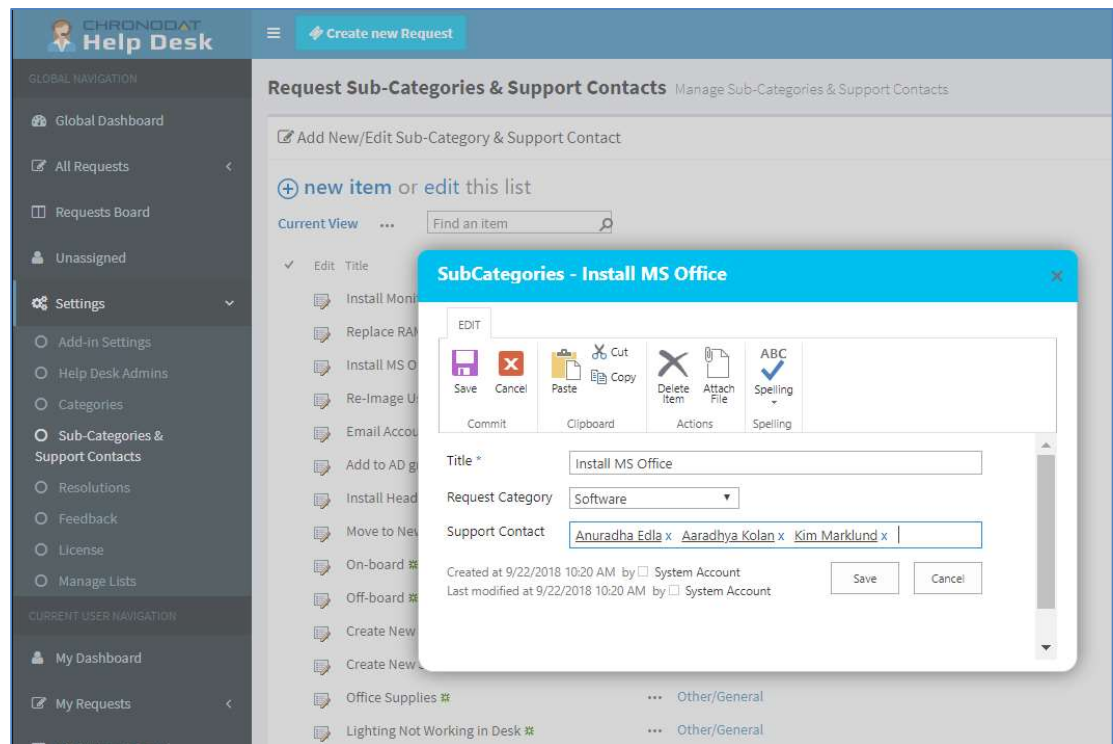 CHRONODAT
Help Desk
Create new Request
GLOBAL NAVIGATION
Global Dashboard
All Requests
Requests Board
Unassigned
Settings
Add-in Settings
Help Desk Admins
Categories
Sub-Categories &
Support Contacts
Resolutions
Feedback
License
Manage Lists
CURRENT USER NAVIGATION
My Dashboard
My Requests
Request Sub-Categories & Support Contacts Manage Sub-Categories & Support Contacts
Add New/Edit Sub-Category & Support Contact
new item or edit this list
Current View ... Find an item
Edit Title
Install Moni
Replace RAM
Install MS O
Re-Image U
Email Accou
Add to AD g
Install Head
Move to Nev
On-board
Off-board
Create New
Create New
Office Supplies ... Other/General
Lighting Not Working in Desk ... Other/General
SubCategories - Install MS Office
EDIT
Save Cancel Paste Cut Copy Delete Item Attach File ABC Spelling
Commit Clipboard Actions Spelling
Title * Install MS Office
Request Category Software
Support Contact Anuradha Edla x Aaradhya Kolan x Kim Marklund x
Created at 9/22/2018 10:20 AM by System Account
Last modified at 9/22/2018 10:20 AM by System Account
Save Cancel